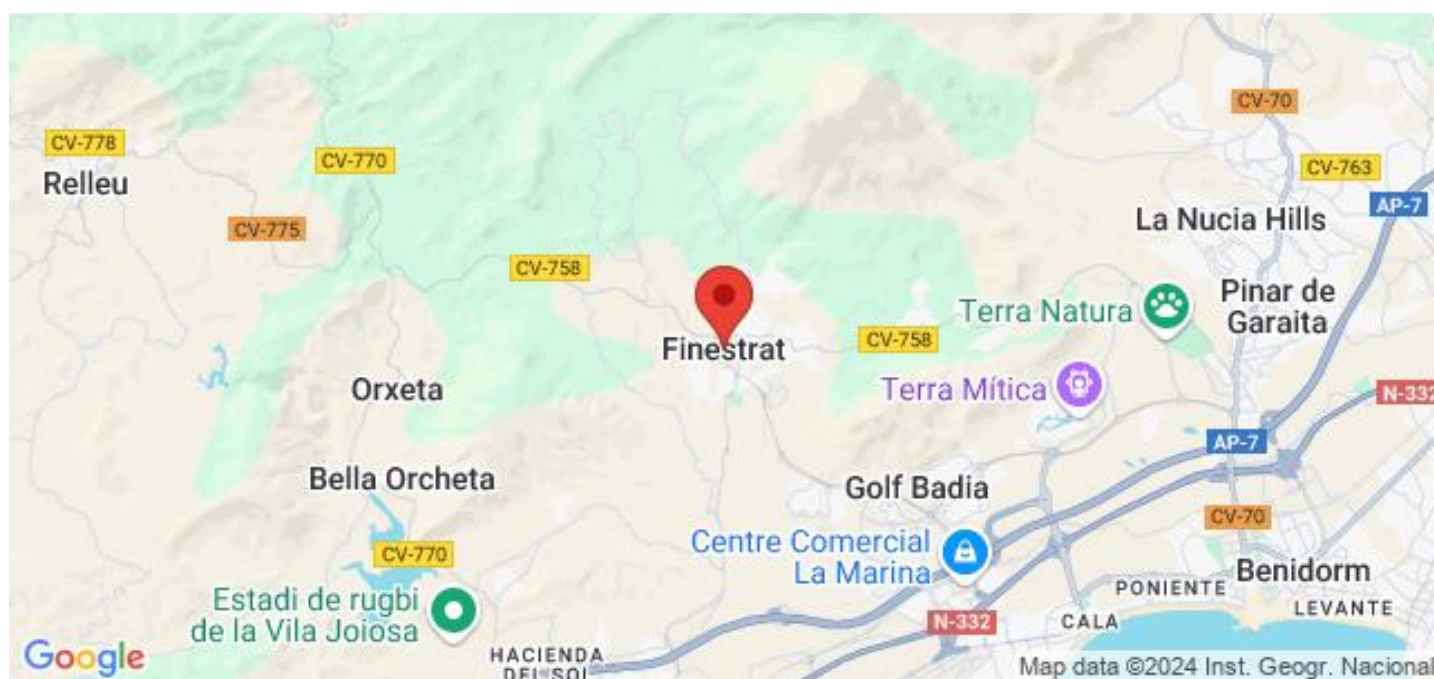 CV-70
CV-778
CV-770
CV-763
Relleu
AP-7
La Nucia Hills
CV-775
CV-758
Terra Natura
Pinar de
Garaita
Finestrat
CV-758
Orxeta
Terra Mítica
N-332
AP-7
Bella Orcheta
Golf Badia
CV-70
Centre Comercial
La Marina
CV-770
Benidorm
PONIENTE
LEVANTE
Estadi de rugbi
de la Vila Joiosa
N-332
CALA
HACIENDA
DEL SOL
Google
Map data ©2024 Inst. Geogr. Nacional